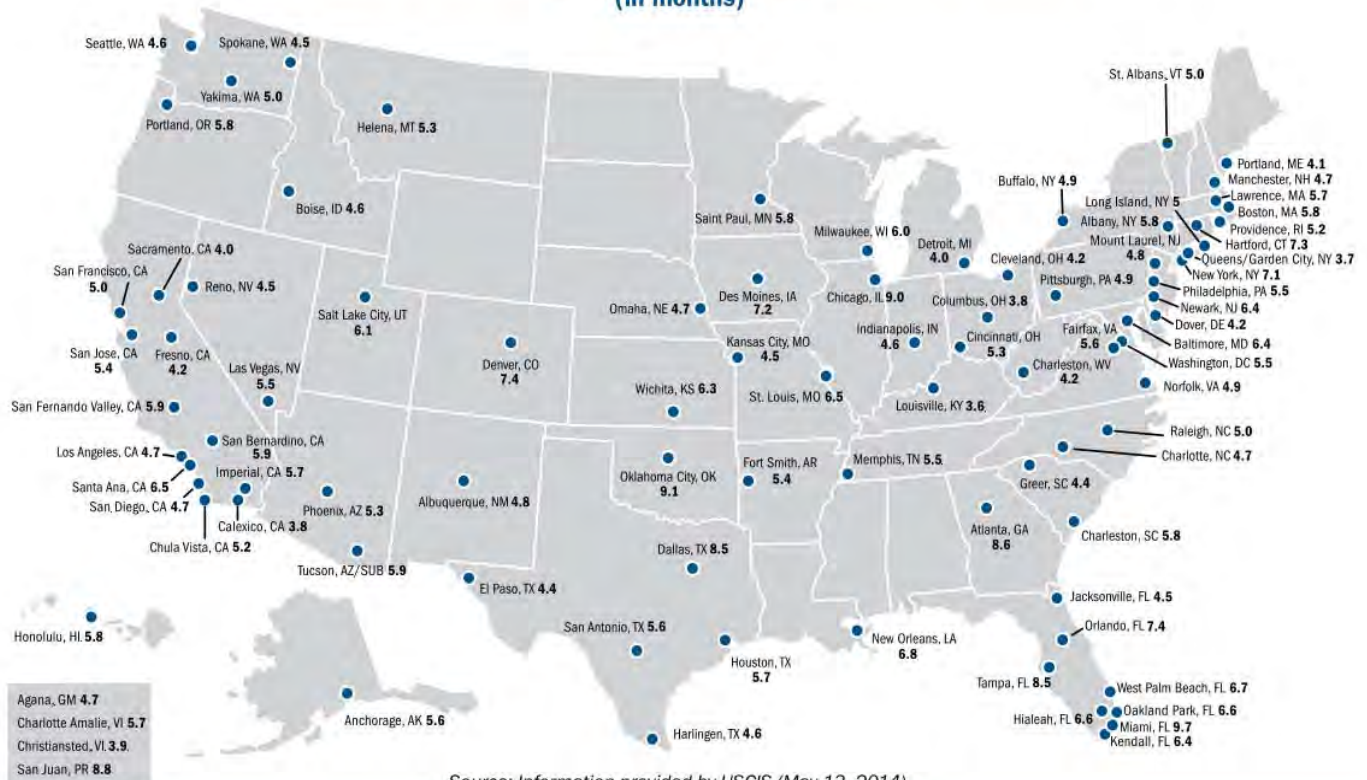 (in months)
Seattle, WA 4.6
Spokane, WA 4.5
Yakima, WA 5.0
Portland, OR 5.8
Helena, MT 5.3
Boise, ID 4.6
Sacramento, CA 4.0
San Francisco, CA
5.0
Reno, NV 4.5
San Jose, CA
5.4
Fresno, CA
4.2
Las Vegas, NV
5.5
Salt Lake City, UT
6.1
Denver, CO
7.4
San Fernando Valley, CA 5.9
San Bernardino, CA
5.9
Los Angeles, CA 4.7
Imperial, CA 5.7
Santa Ana, CA 6.5
San Diego, CA 4.7
Calexico, CA 3.8
Chula Vista, CA 5.2
Phoenix, AZ 5.3
Tucson, AZ/SUB 5.9
Albuquerque, NM 4.8
El Paso, TX 4.4
Saint Paul, MN 5.8
Omaha, NE 4.7
Des Moines, IA
7.2
Kansas City, MO
4.5
Wichita, KS 6.3
St. Louis, MO 6.5
Oklahoma City, OK
9.1
Fort Smith, AR
5.4
Memphis, TN 5.5
Dallas, TX 8.5
San Antonio, TX 5.6
Houston, TX
5.7
Harlingen, TX 4.6
New Orleans, LA
6.8
Milwaukee, WI 6.0
Chicago, IL 9.0
Detroit, MI
4.0
Indianapolis, IN
4.6
Cleveland, OH 4.2
Columbus, OH 3.8
Cincinnati, OH
5.3
Louisville, KY 3.6
Charleston, WV
4.2
Pittsburgh, PA 4.9
Fairfax, VA
5.6
Buffalo, NY 4.9
St. Albans, VT 5.0
Long Island, NY 5
Albany, NY 5.8
Mount Laurel, NJ
4.8
Portland, ME 4.1
Manchester, NH 4.7
Lawrence, MA 5.7
Boston, MA 5.8
Providence, RI 5.2
Hartford, CT 7.3
Queens/Garden City, NY 3.7
New York, NY 7.1
Philadelphia, PA 5.5
Newark, NJ 6.4
Dover, DE 4.2
Baltimore, MD 6.4
Washington, DC 5.5
Norfolk, VA 4.9
Raleigh, NC 5.0
Charlotte, NC 4.7
Greer, SC 4.4
Atlanta, GA
8.6
Charleston, SC 5.8
Jacksonville, FL 4.5
Orlando, FL 7.4
Tampa, FL 8.5
West Palm Beach, FL 6.7
Oakland Park, FL 6.6
Hialeah, FL 6.6
Miami, FL 9.7
Kendall, FL 6.4
Honolulu, HI 5.8
Anchorage, AK 5.6
Agana, GM 4.7
Charlotte Amalie, VI 5.7
Christiansted, VI 3.9
San Juan, PR 8.8
Source: Information provided by USCIS (May 13, 2014)